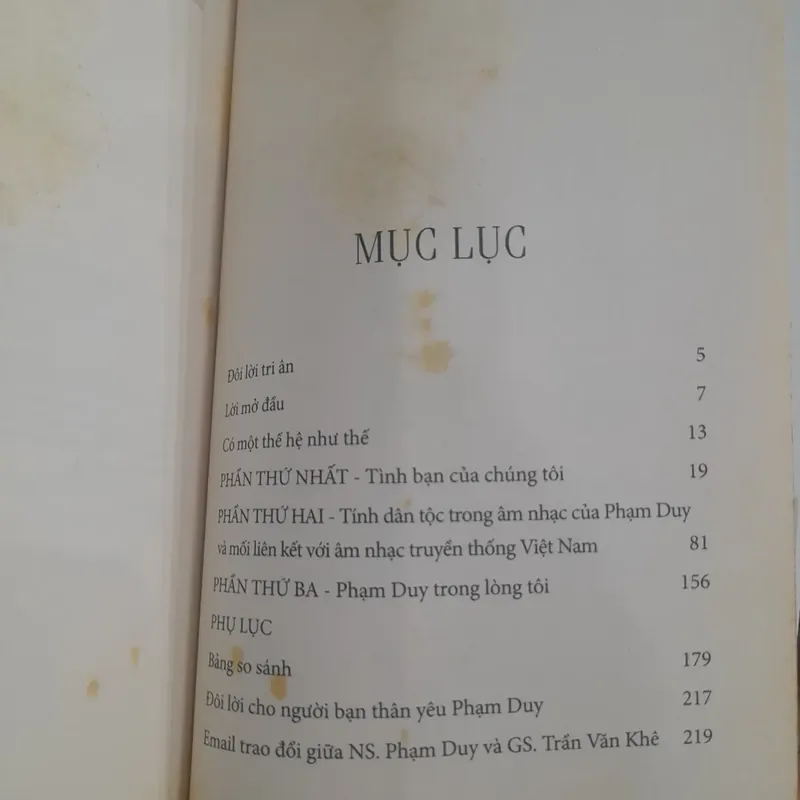 MỤC LỤC
Đôi lời tri ân 5
Lời mở đầu 7
Có một thế hệ như thế 13
PHẦN THỨ NHẤT - Tình bạn của chúng tôi 19
PHẦN THỨ HAI - Tính dân tộc trong âm nhạc của Phạm Duy
và mối liên kết với âm nhạc truyền thống Việt Nam 81
PHẦN THỨ BA - Phạm Duy trong lòng tôi 156
PHỤ LỤC
Bảng so sánh 179
Đôi lời cho người bạn thân yêu Phạm Duy 217
Email trao đổi giữa NS. Phạm Duy và GS. Trần Văn Khê 219